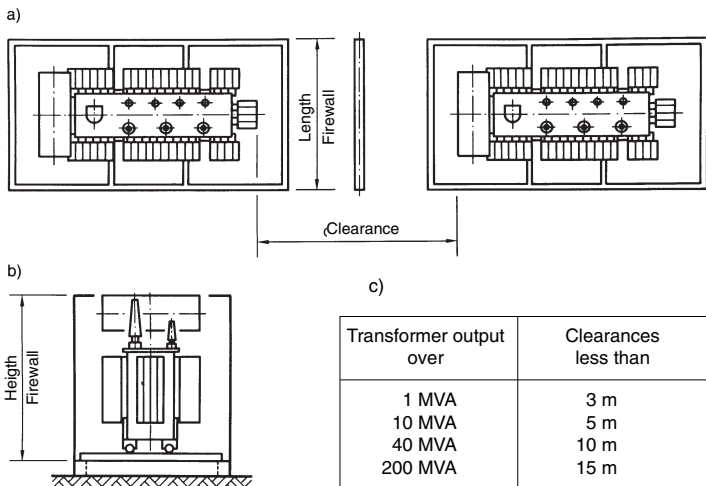 a)
Length
Firewall
Clearance
b)
Heigth
Firewall
c)
Transformer output over
Clearances less than
1 MVA 3 m
10 MVA 5 m
40 MVA 10 m
200 MVA 15 m